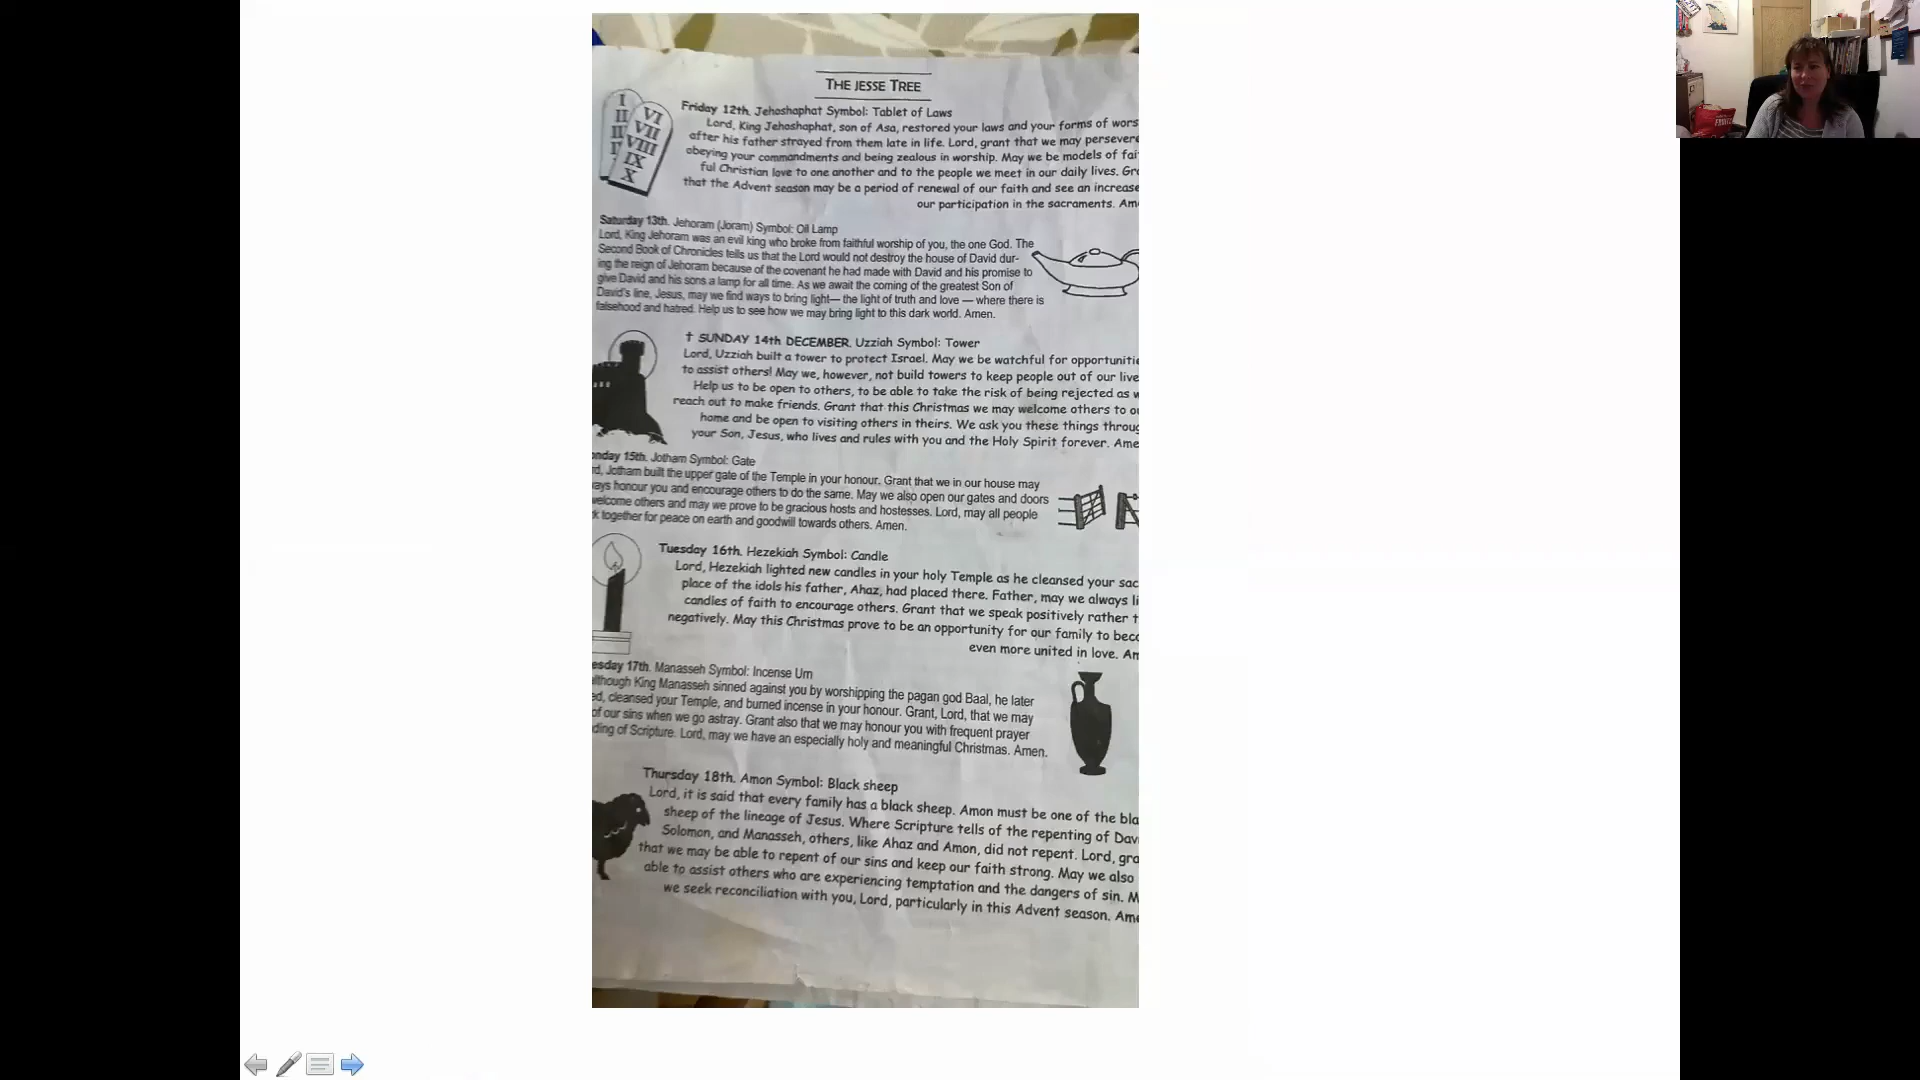 THE JESSE TREE
I
II
VI
VII
VIII
IX
X
Friday 12th. Jehoshaphat Symbol: Tablet of Laws
Lord, King Jehoshaphat, son of Asa, restored your laws and your forms of wors
after his father strayed from them late in life. Lord, grant that we may persevere
obeying your commandments and being zealous in worship. May we be models of fai
ful Christian love to one another and to the people we meet in our daily lives. Gr
that the Advent season may be a period of renewal of our faith and see an increase
our participation in the sacraments. Am
Saturday 13th. Jehoram (Joram) Symbol: Oil Lamp
Lord, King Jehoram was an evil king who broke from faithful worship of you, the one God. The
Second Book of Chronicles tells us that the Lord would not destroy the house of David dur-
ing the reign of Jehoram because of the covenant he had made with David and his promise to
give David and his sons a lamp for all time. As we await the coming of the greatest Son of
David's line, Jesus, may we find ways to bring light— the light of truth and love — where there is
falsehood and hatred. Help us to see how we may bring light to this dark world. Amen.
✝ SUNDAY 14th DECEMBER. Uzziah Symbol: Tower
Lord, Uzziah built a tower to protect Israel. May we be watchful for opportunitie
to assist others! May we, however, not build towers to keep people out of our live
Help us to be open to others, to be able to take the risk of being rejected as w
reach out to make friends. Grant that this Christmas we may welcome others to o
home and be open to visiting others in theirs. We ask you these things throug
your Son, Jesus, who lives and rules with you and the Holy Spirit forever. Ame
onday 15th. Jotham Symbol: Gate
rd, Jotham built the upper gate of the Temple in your honour. Grant that we in our house may
ays honour you and encourage others to do the same. May we also open our gates and doors
welcome others and may we prove to be gracious hosts and hostesses. Lord, may all people
k together for peace on earth and goodwill towards others. Amen.
Tuesday 16th. Hezekiah Symbol: Candle
Lord, Hezekiah lighted new candles in your holy Temple as he cleansed your sac
place of the idols his father, Ahaz, had placed there. Father, may we always li
candles of faith to encourage others. Grant that we speak positively rather t
negatively. May this Christmas prove to be an opportunity for our family to beco
even more united in love. Am
esday 17th. Manasseh Symbol: Incense Urn
although King Manasseh sinned against you by worshipping the pagan god Baal, he later
ed, cleansed your Temple, and burned incense in your honour. Grant, Lord, that we may
of our sins when we go astray. Grant also that we may honour you with frequent prayer
ding of Scripture. Lord, may we have an especially holy and meaningful Christmas. Amen.
Thursday 18th. Amon Symbol: Black sheep
Lord, it is said that every family has a black sheep. Amon must be one of the bla
sheep of the lineage of Jesus. Where Scripture tells of the repenting of Dav
Solomon, and Manasseh, others, like Ahaz and Amon, did not repent. Lord, gra
that we may be able to repent of our sins and keep our faith strong. May we also
able to assist others who are experiencing temptation and the dangers of sin. M
we seek reconciliation with you, Lord, particularly in this Advent season. Ame